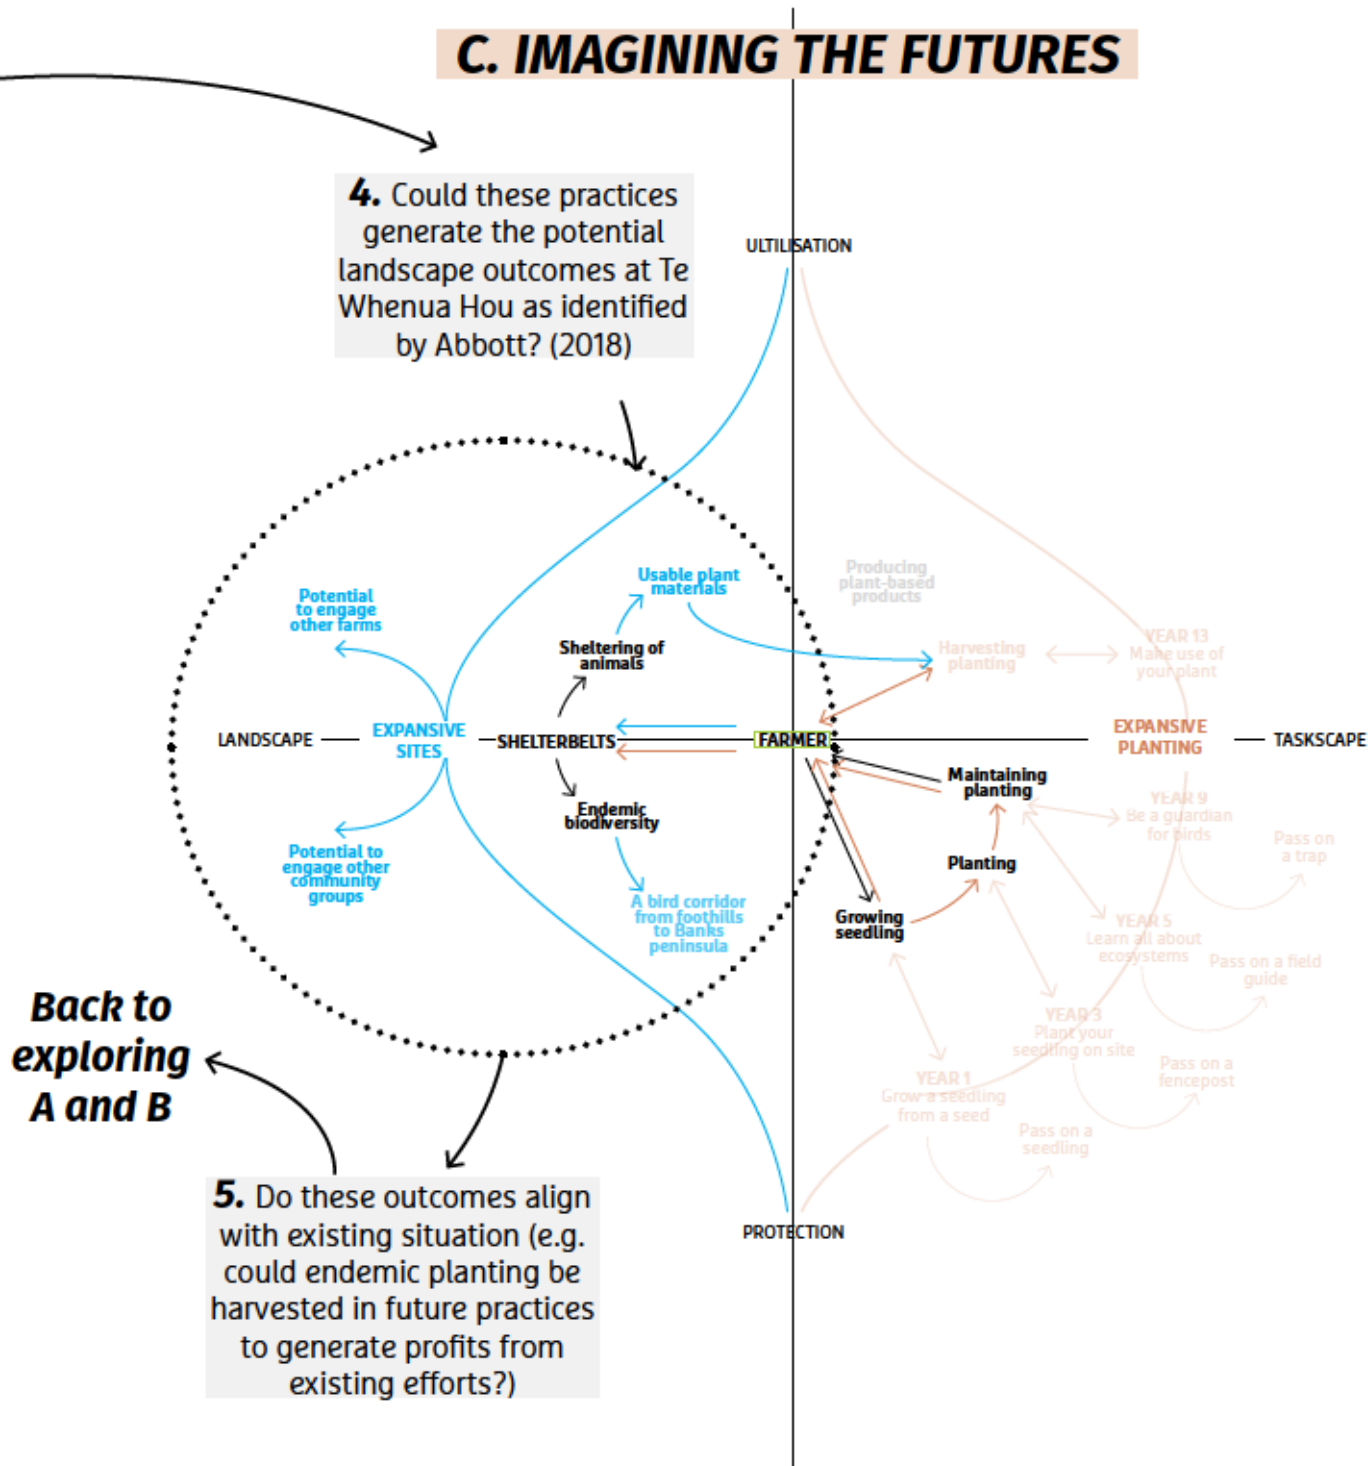 C. IMAGINING THE FUTURES
4. Could these practices
generate the potential
landscape outcomes at Te
Whenua Hou as identified
by Abbott? (2018)
ULTILISATION
Usable plant
materials
Producing
plant-based
products
Potential
to engage
other farms
Sheltering of
animals
Harvesting
planting
YEAR 13
Make use of
your plant
LANDSCAPE
EXPANSIVE
SITES
SHELTERBELTS
FARMER
EXPANSIVE
PLANTING
TASKSCAPE
Maintaining
planting
Endemic
biodiversity
YEAR 9
Be a guardian
for birds
Pass on
a trap
Potential to
engage other
community
groups
Planting
A bird corridor
from foothills
to Banks
peninsula
Growing
seedling
YEAR 5
Learn all about
ecosystems
Pass on a field
guide
Back to
exploring
A and B
YEAR 3
Plant your
seedling on site
Pass on a
fencepost
YEAR 1
Grow a seedling
from a seed
Pass on a
seedling
5. Do these outcomes align
with existing situation (e.g.
could endemic planting be
harvested in future practices
to generate profits from
existing efforts?)
PROTECTION